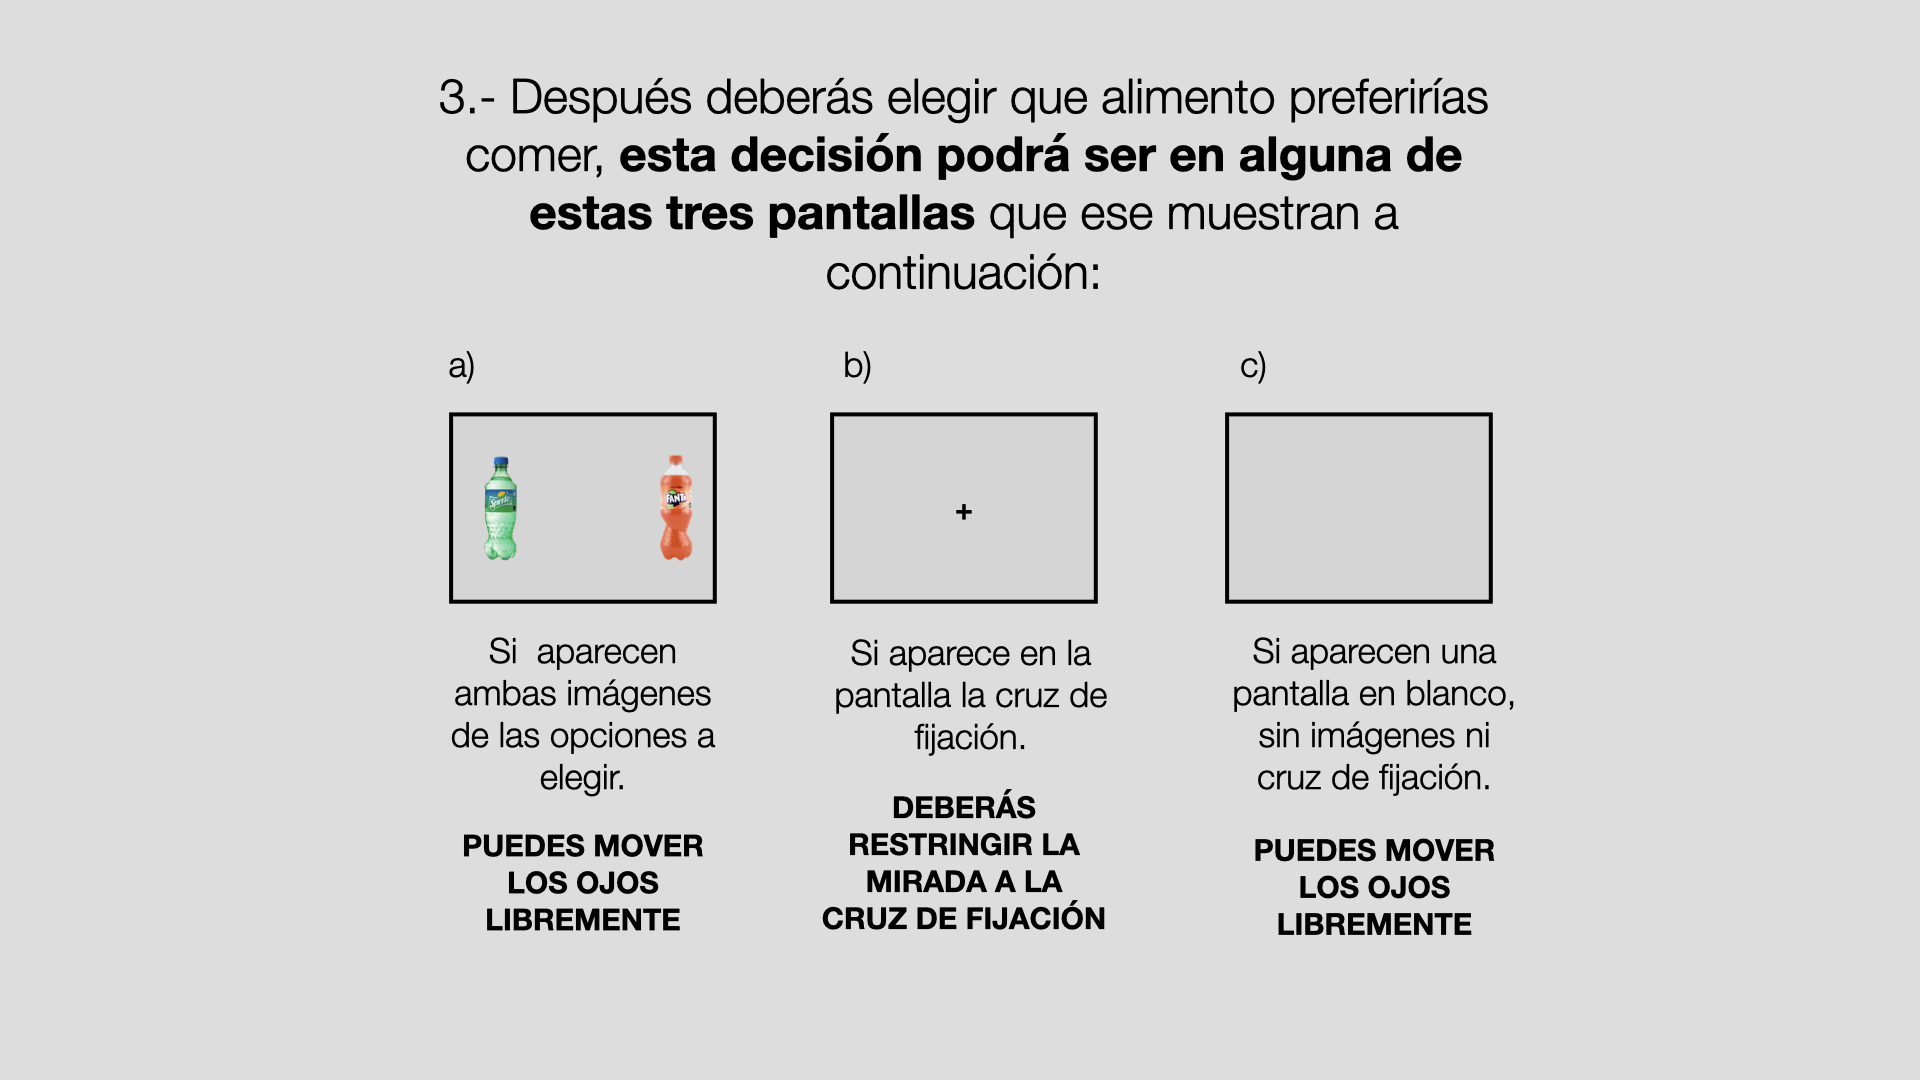 3.- Después deberás elegir que alimento preferirías
comer, esta decisión podrá ser en alguna de
estas tres pantallas que ese muestran a
continuación:
a)
b)
c)
Sprite
FANTA
+
Si  aparecen
ambas imágenes
de las opciones a
elegir.
PUEDES MOVER
LOS OJOS
LIBREMENTE
Si aparece en la
pantalla la cruz de
fijación.
DEBERÁS
RESTRINGIR LA
MIRADA A LA
CRUZ DE FIJACIÓN
Si aparecen una
pantalla en blanco,
sin imágenes ni
cruz de fijación.
PUEDES MOVER
LOS OJOS
LIBREMENTE